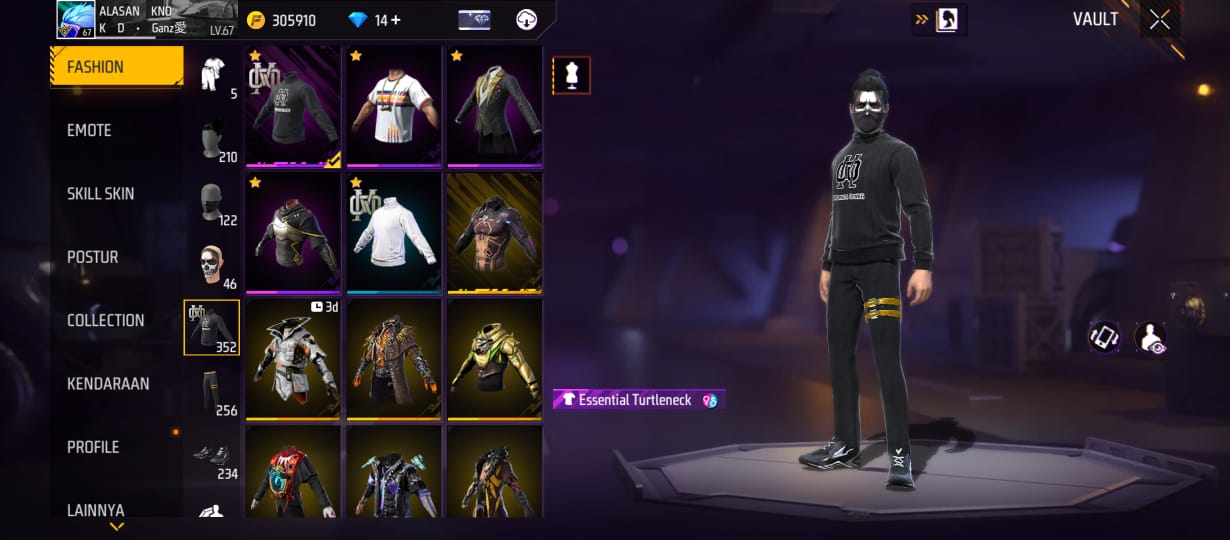 ALASAN KNO
K D · Ganz愛
67
LV.67
305910
14+
VAULT
FASHION
EMOTE
SKILL SKIN
POSTUR
COLLECTION
KENDARAAN
PROFILE
LAINNYA
5
210
122
46
352
256
234
3d
Essential Turtleneck